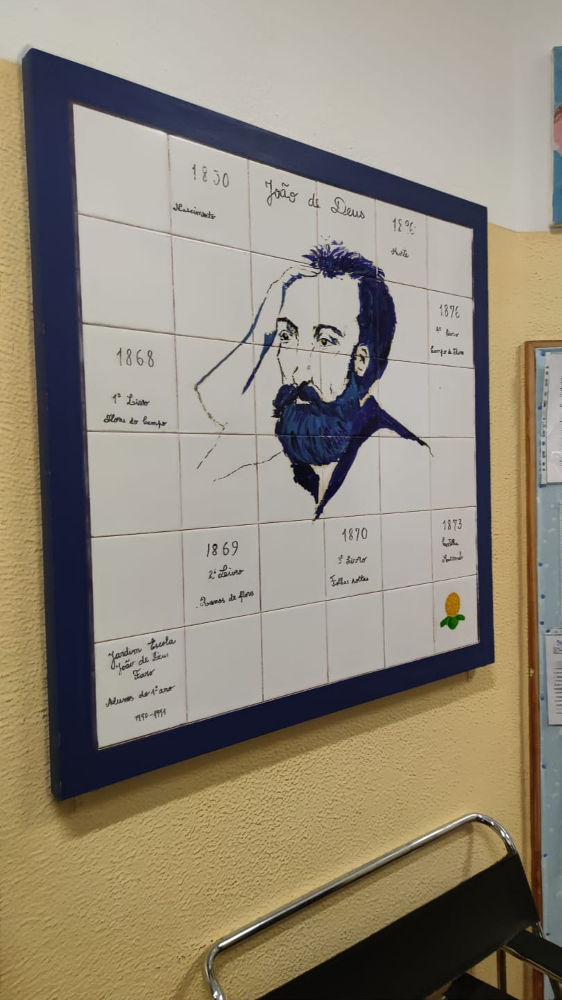 João de Deus
1830
Nascimento
1896
Morte
1876
4º Livro
Campo de Flores
1868
1º Livro
Flores do Campo
1869
2º Livro
Ramos de flores
1870
3º Livro
Folhas soltas
1873
Cartilha
Maternal
Jardim Escola
João de Deus
Faro
Alunos do 1º ano
1990-1991